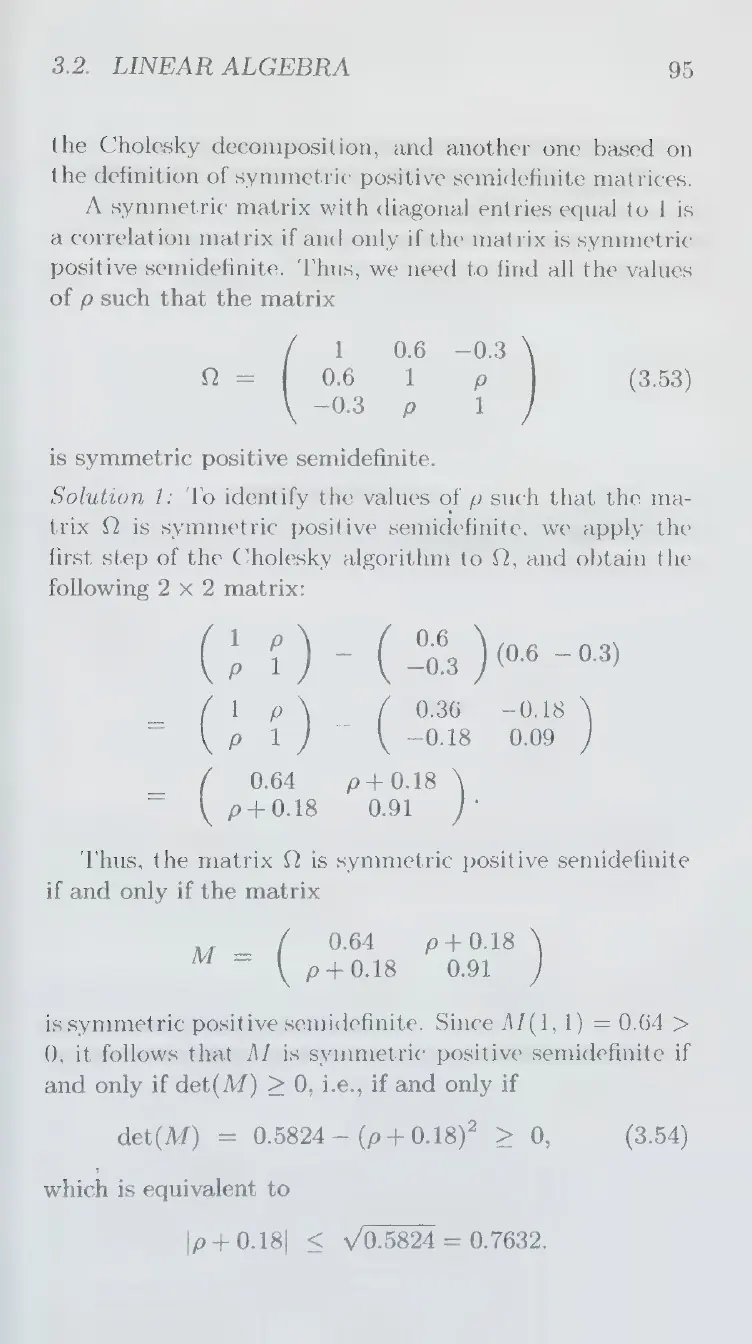 3.2. LINEAR ALGEBRA 95
the Cholesky decomposition, and another one based on
the definition of symmetric positive semidefinite matrices.
A symmetric matrix with diagonal entries equal to 1 is
a correlation matrix if and only if the matrix is symmetric
positive semidefinite. Thus, we need to find all the values
of ρ such that the matrix
1 0.6 −0.3
Ω = ( 0.6 1 ρ ) (3.53)
−0.3 ρ 1
is symmetric positive semidefinite.
Solution 1: To identify the values of ρ such that the ma-
trix Ω is symmetric positive semidefinite, we apply the
first step of the Cholesky algorithm to Ω, and obtain the
following 2 × 2 matrix:
( 1 ρ ) − ( 0.6 ) (0.6 − 0.3)
ρ 1 −0.3
= ( 1 ρ ) − ( 0.36 −0.18 )
ρ 1 −0.18 0.09
= ( 0.64 ρ + 0.18 ) .
ρ + 0.18 0.91
Thus, the matrix Ω is symmetric positive semidefinite
if and only if the matrix
M = ( 0.64 ρ + 0.18 )
ρ + 0.18 0.91
is symmetric positive semidefinite. Since M(1, 1) = 0.64 >
0, it follows that M is symmetric positive semidefinite if
and only if det(M) ≥ 0, i.e., if and only if
det(M) = 0.5824 − (ρ + 0.18)² ≥ 0, (3.54)
which is equivalent to
|ρ + 0.18| ≤ √0.5824 = 0.7632.